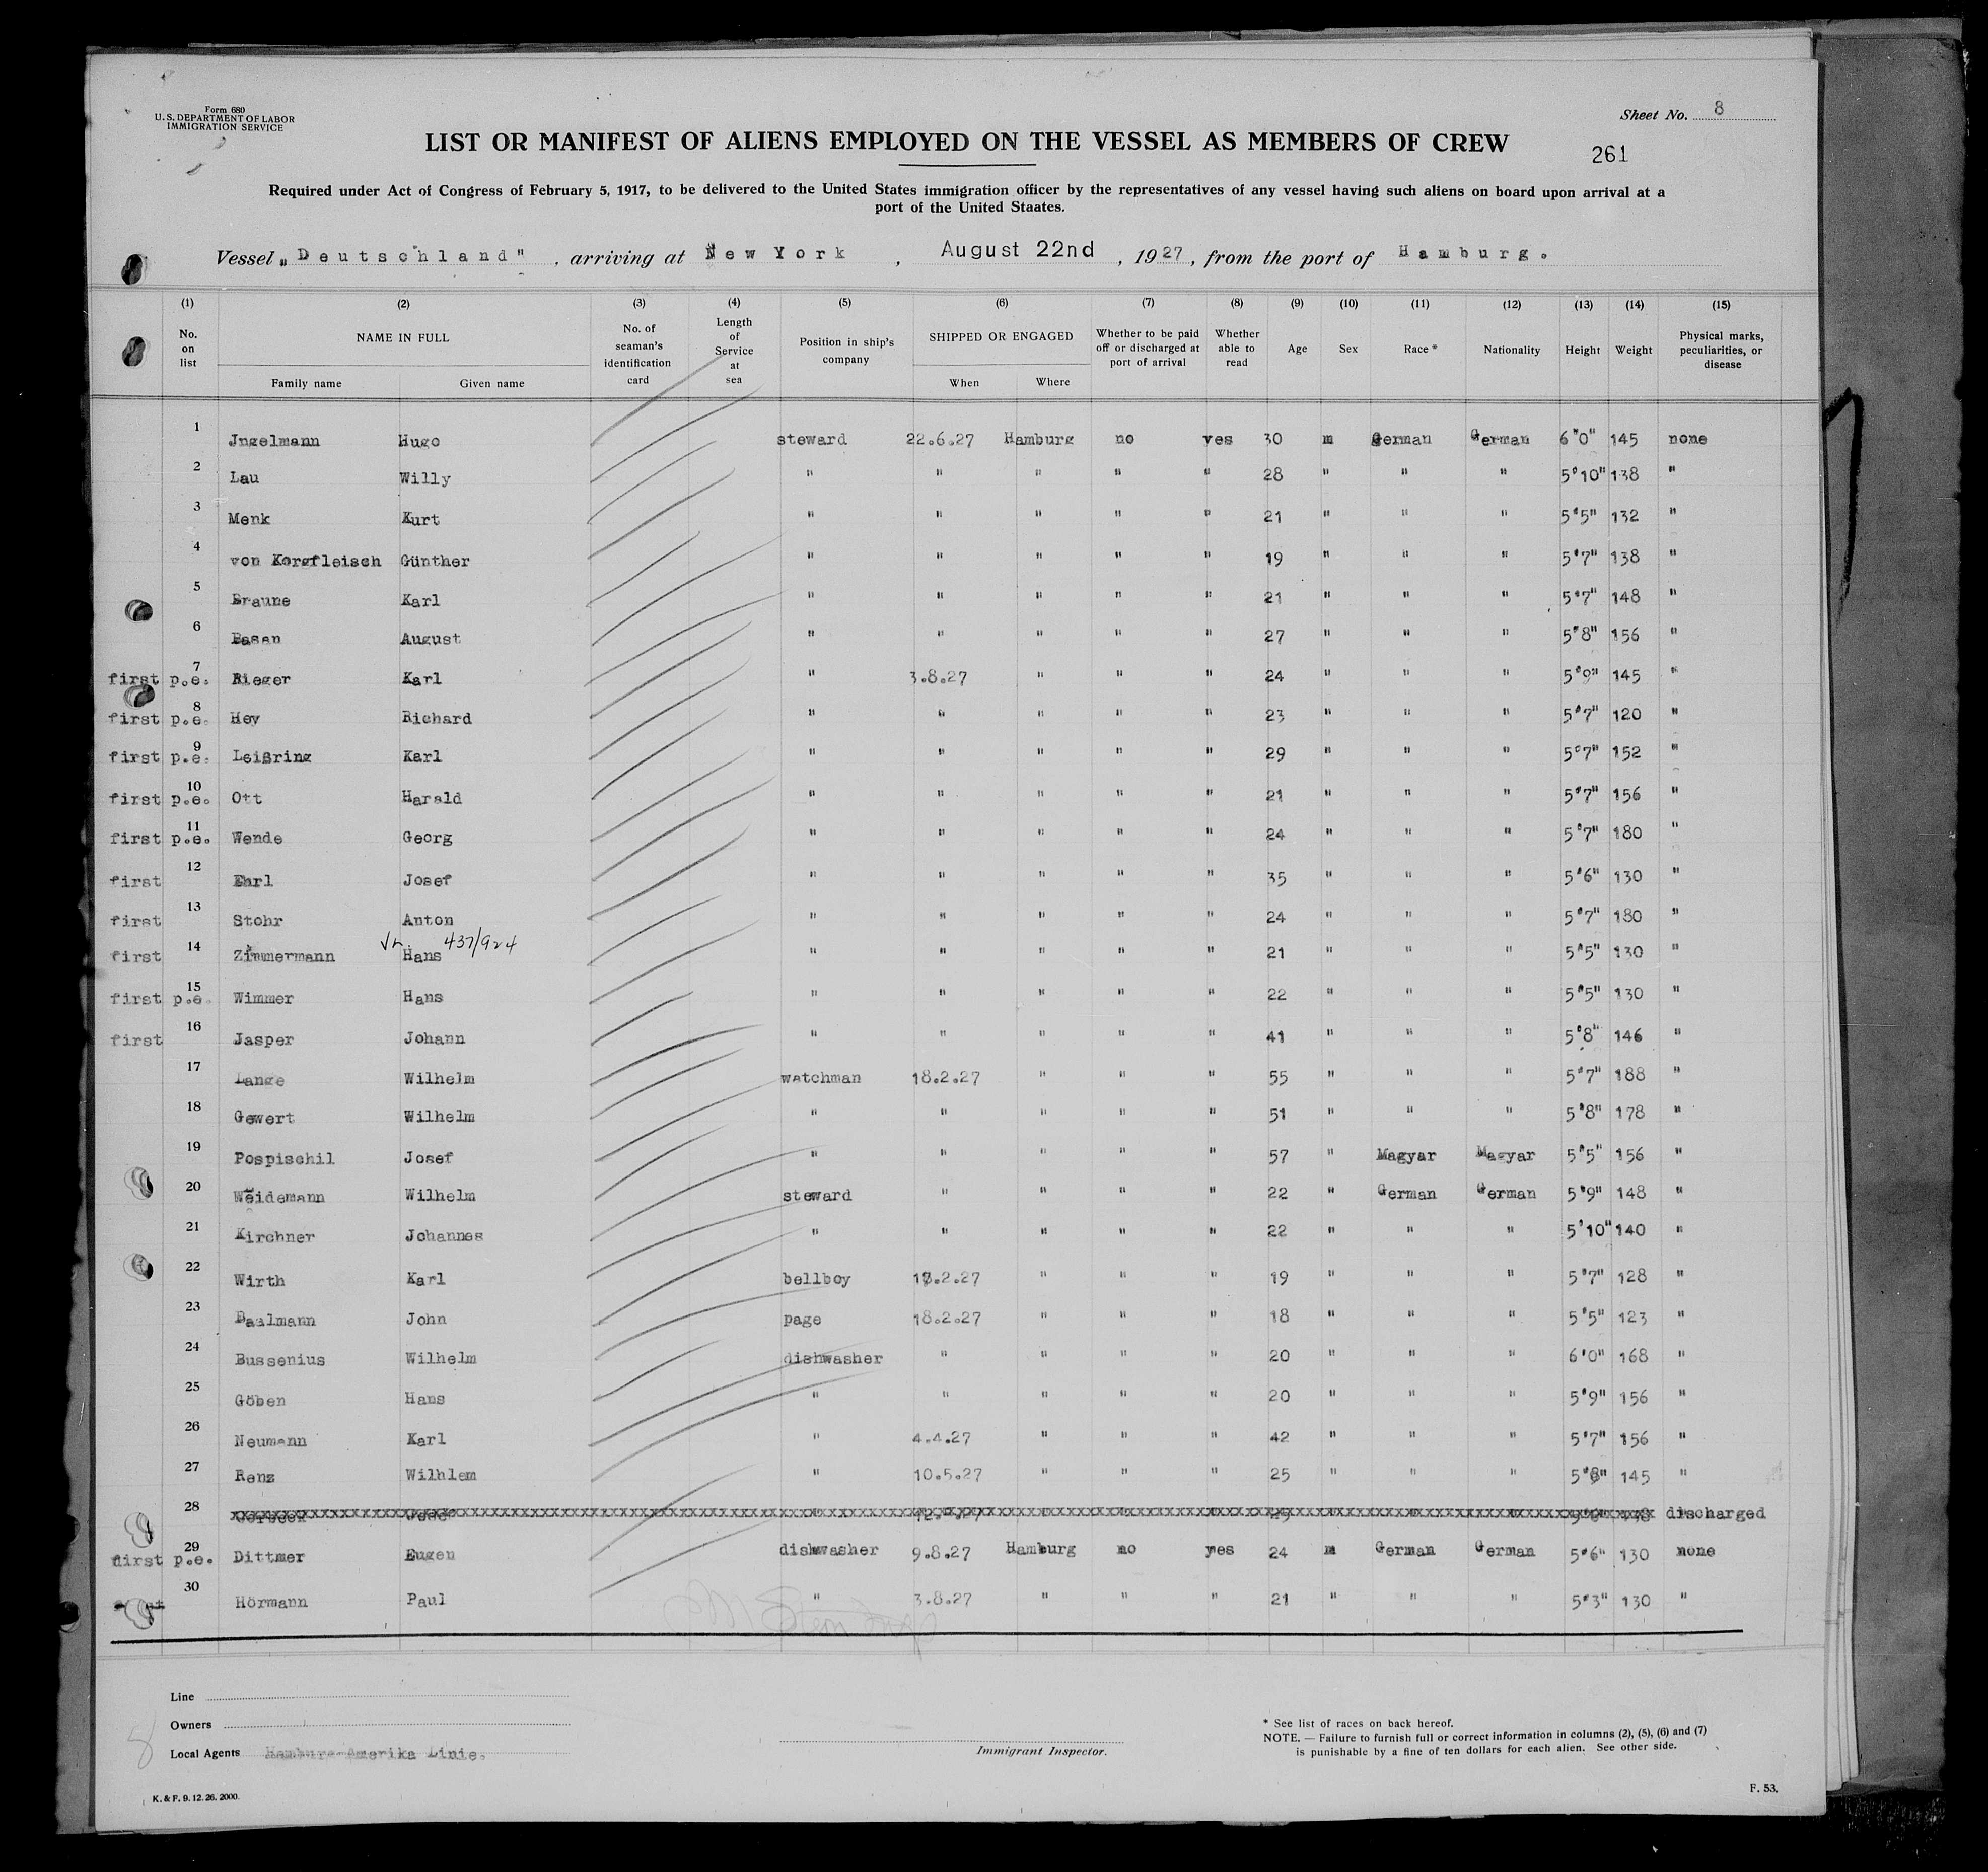 Form 680
U.S. DEPARTMENT OF LABOR
IMMIGRATION SERVICE
Sheet No. 8
LIST OR MANIFEST OF ALIENS EMPLOYED ON THE VESSEL AS MEMBERS OF CREW
261
Required under Act of Congress of February 5, 1917, to be delivered to the United States immigration officer by the representatives of any vessel having such aliens on board upon arrival at a
port of the United Staates.
Vessel „Deutschland" , arriving at New York , August 22nd , 1927, from the port of Hamburg.
(1) (2) (3) (4) (5) (6) (7) (8) (9) (10) (11) (12) (13) (14) (15)
No. on list NAME IN FULL Family name Given name No. of seaman's identification card Length of Service at sea Position in ship's company SHIPPED OR ENGAGED When Where Whether to be paid off or discharged at port of arrival Whether able to read Age Sex Race * Nationality Height Weight Physical marks, peculiarities, or disease
1 Jngelmann Hugo steward 22.6.27 Hamburg no yes 30 m German German 6"0" 145 none
2 Lau Willy " " " " " 28 " " " 5'10" 138 "
3 Menk Kurt " " " " " 21 " " " 5'5" 132 "
4 von Korgfleisch Günther " " " " " 19 " " " 5'7" 138 "
5 Braune Karl " " " " " 21 " " " 5'7" 148 "
6 Basan August " " " " " 27 " " " 5'8" 156 "
first p.e. 7 Rieger Karl " 3.8.27 " " " 24 " " " 5'9" 145 "
first p.e. 8 Hey Richard " " " " " 23 " " " 5'7" 120 "
first p.e. 9 Leißring Karl " " " " " 29 " " " 5'7" 152 "
first p.e. 10 Ott Harald " " " " " 21 " " " 5'7" 156 "
first p.e. 11 Wende Georg " " " " " 24 " " " 5'7" 180 "
first 12 Ehrl Josef " " " " " 35 " " " 5'6" 130 "
first 13 Stohr Anton " " " " " 24 " " " 5'7" 180 "
437/924
first 14 Zimmermann Hans " " " " " 21 " " " 5'5" 130 "
first p.e. 15 Wimmer Hans " " " " " 22 " " " 5'5" 130 "
first 16 Jasper Johann " " " " " 41 " " " 5'8" 146 "
17 Lange Wilhelm watchman 18.2.27 " " " 55 " " " 5'7" 188 "
18 Gewert Wilhelm " " " " " 51 " " " 5'8" 178 "
19 Pospischil Josef " " " " " 57 " Magyar Magyar 5'5" 156 "
20 Weidemann Wilhelm steward " " " " 22 " German German 5'9" 148 "
21 Kirchner Johannes " " " " " 22 " " " 5'10" 140 "
22 Wirth Karl bellboy 18.2.27 " " " 19 " " " 5'7" 128 "
23 Baalmann John page 18.2.27 " " " 18 " " " 5'5" 123 "
24 Bussenius Wilhelm dishwasher " " " " 20 " " " 6'0" 168 "
25 Göben Hans " " " " " 20 " " " 5'9" 156 "
26 Neumann Karl " 4.4.27 " " " 42 " " " 5'7" 156 "
27 Renz Wilhlem " 10.5.27 " " " 25 " " " 5'8" 145 "
28 discharged
first p.e. 29 Dittmer Eugen dishwasher 9.8.27 Hamburg no yes 24 m German German 5'6" 130 none
30 Hörmann Paul " 3.8.27 " " " 21 " " " 5'3" 130 "
Line
Owners
Local Agents Hamburg-Amerika Linie.
Immigrant Inspector.
* See list of races on back hereof.
NOTE. — Failure to furnish full or correct information in columns (2), (5), (6) and (7)
is punishable by a fine of ten dollars for each alien. See other side.
K. & F. 9. 12. 26. 2000.
F. 53.